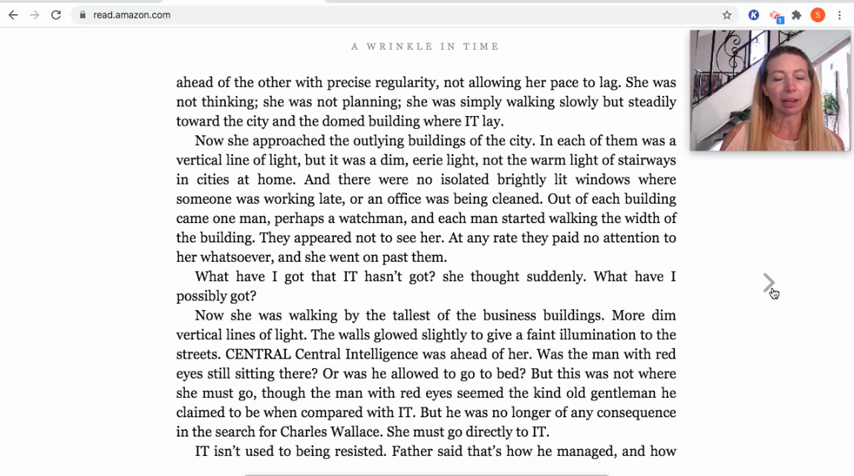 read.amazon.com
S
1
A WRINKLE IN TIME
ahead of the other with precise regularity, not allowing her pace to lag. She was
not thinking; she was not planning; she was simply walking slowly but steadily
toward the city and the domed building where IT lay.
Now she approached the outlying buildings of the city. In each of them was a
vertical line of light, but it was a dim, eerie light, not the warm light of stairways
in cities at home. And there were no isolated brightly lit windows where
someone was working late, or an office was being cleaned. Out of each building
came one man, perhaps a watchman, and each man started walking the width of
the building. They appeared not to see her. At any rate they paid no attention to
her whatsoever, and she went on past them.
What have I got that IT hasn't got? she thought suddenly. What have I
possibly got?
Now she was walking by the tallest of the business buildings. More dim
vertical lines of light. The walls glowed slightly to give a faint illumination to the
streets. CENTRAL Central Intelligence was ahead of her. Was the man with red
eyes still sitting there? Or was he allowed to go to bed? But this was not where
she must go, though the man with red eyes seemed the kind old gentleman he
claimed to be when compared with IT. But he was no longer of any consequence
in the search for Charles Wallace. She must go directly to IT.
IT isn't used to being resisted. Father said that's how he managed, and how